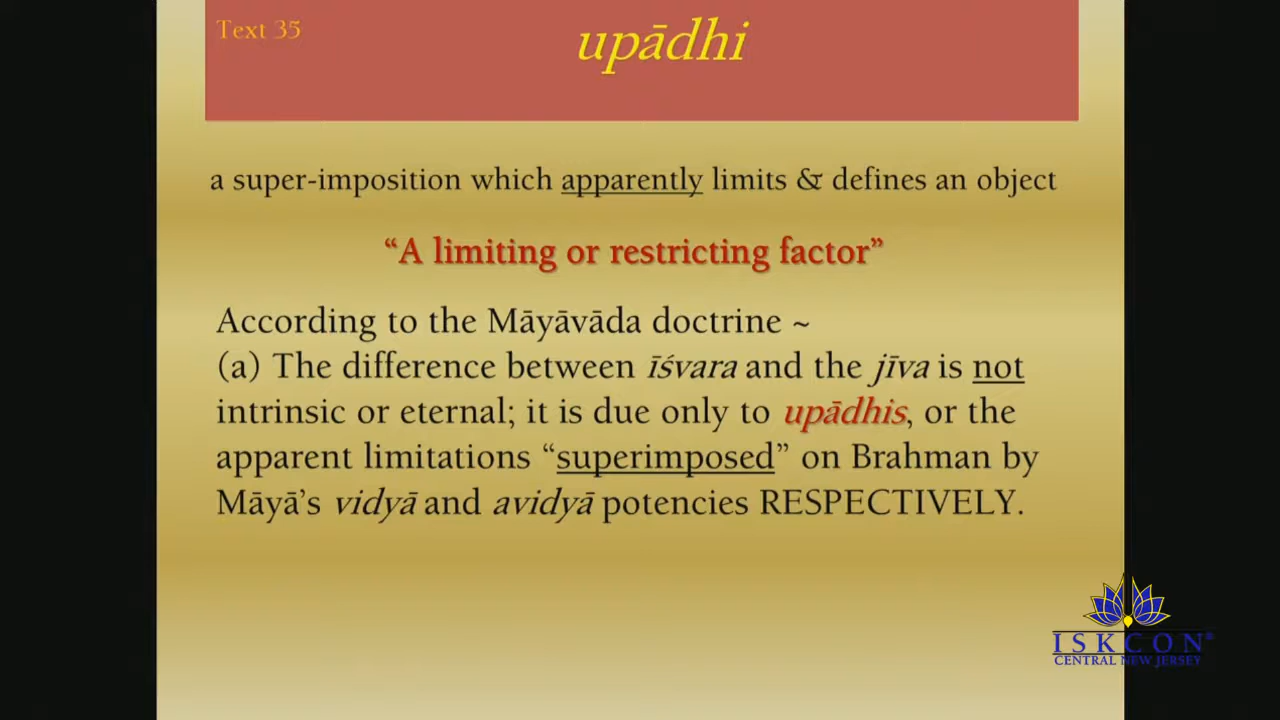 Text 35
upādhi
a super-imposition which apparently limits & defines an object
“A limiting or restricting factor”
According to the Māyāvāda doctrine ~
(a) The difference between īśvara and the jīva is not
intrinsic or eternal; it is due only to upādhis, or the
apparent limitations “superimposed” on Brahman by
Māyā’s vidyā and avidyā potencies RESPECTIVELY.
ISKCON®
CENTRAL NEW JERSEY